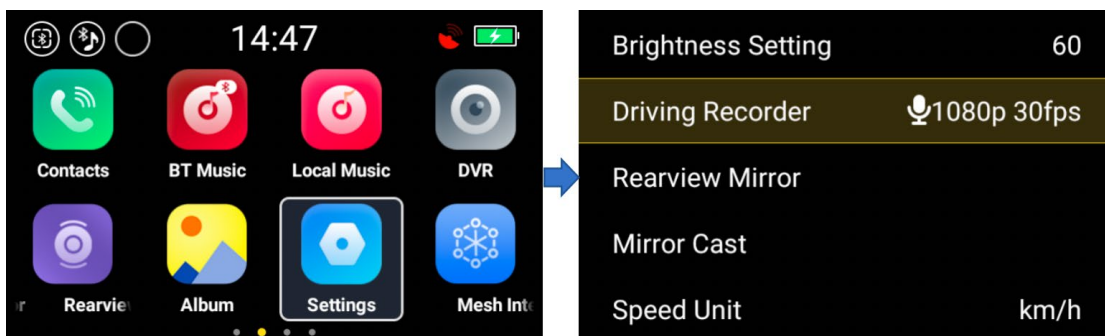 14:47
Contacts
BT Music
Local Music
DVR
r
Rearvie
Album
Settings
Mesh Int
Brightness Setting 60
Driving Recorder 1080p 30fps
Rearview Mirror
Mirror Cast
Speed Unit km/h